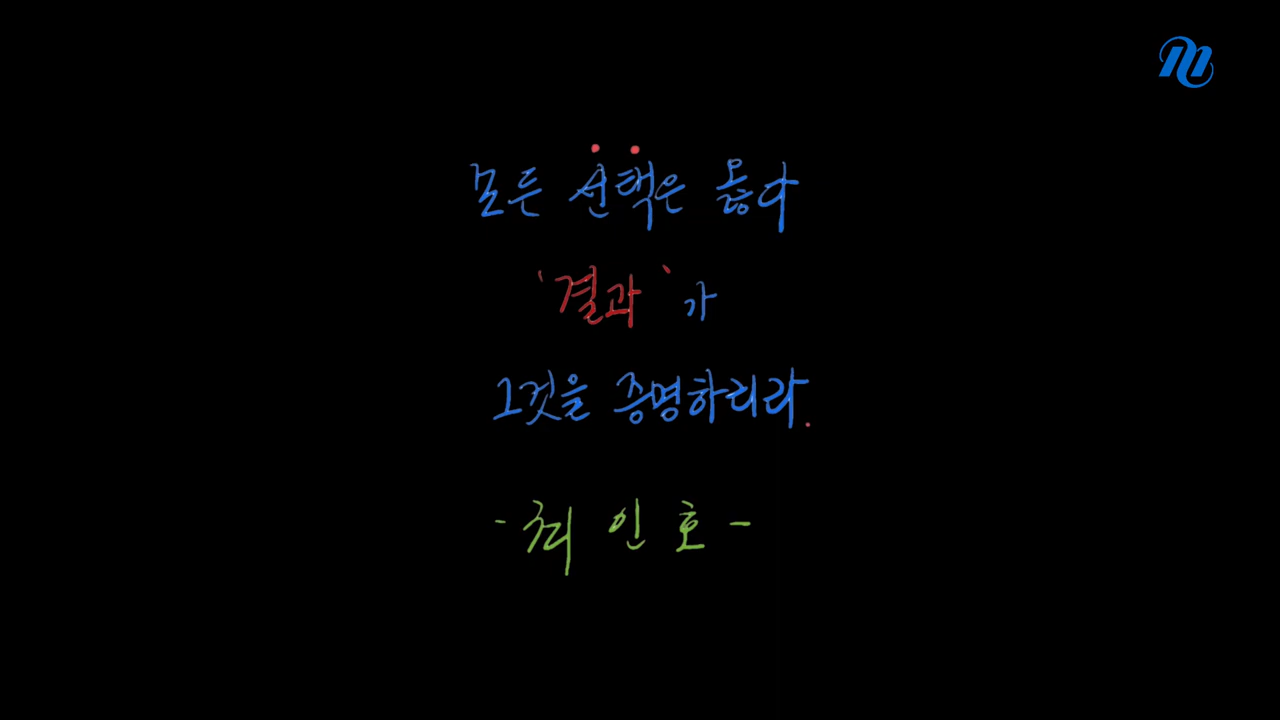 모든 선택은 옳다
'결과'가
그것을 증명하리라.
- 최 인 호 -